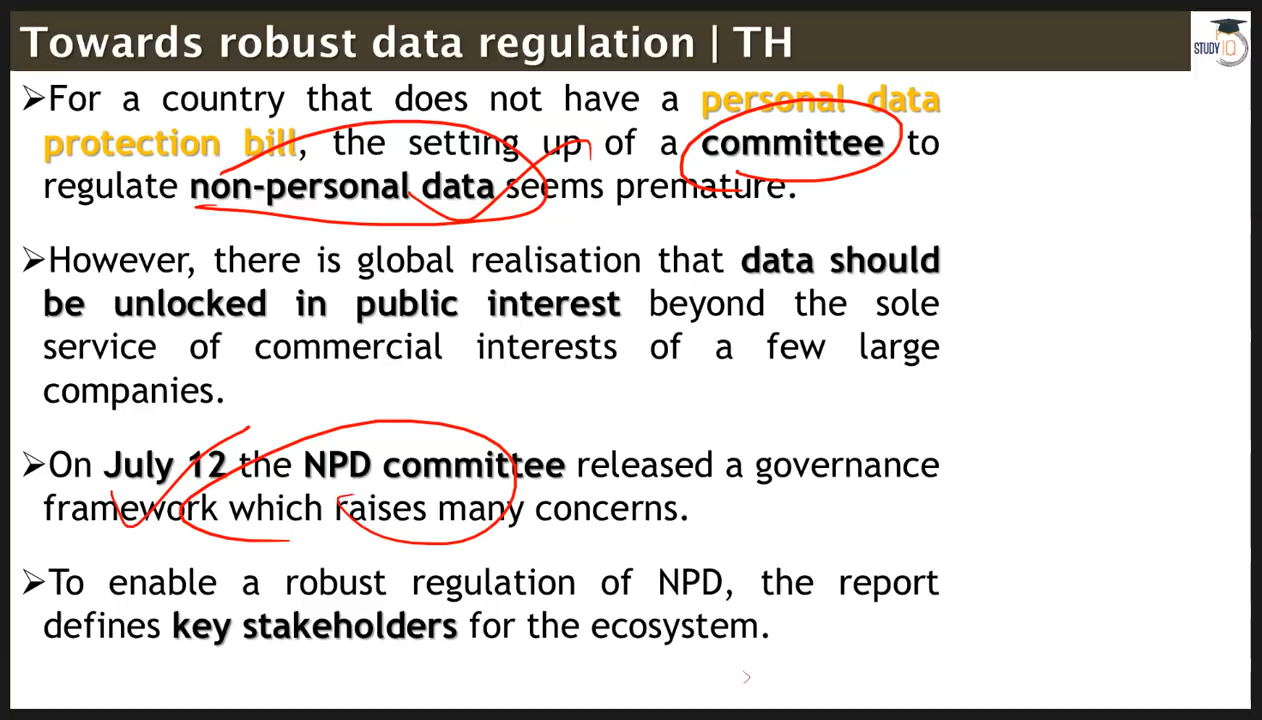 Towards robust data regulation | TH
STUDY IQ
➢For a country that does not have a personal data
protection bill, the setting up of a committee to
regulate non-personal data seems premature.
➢However, there is global realisation that data should
be unlocked in public interest beyond the sole
service of commercial interests of a few large
companies.
➢On July 12 the NPD committee released a governance
framework which raises many concerns.
➢To enable a robust regulation of NPD, the report
defines key stakeholders for the ecosystem.